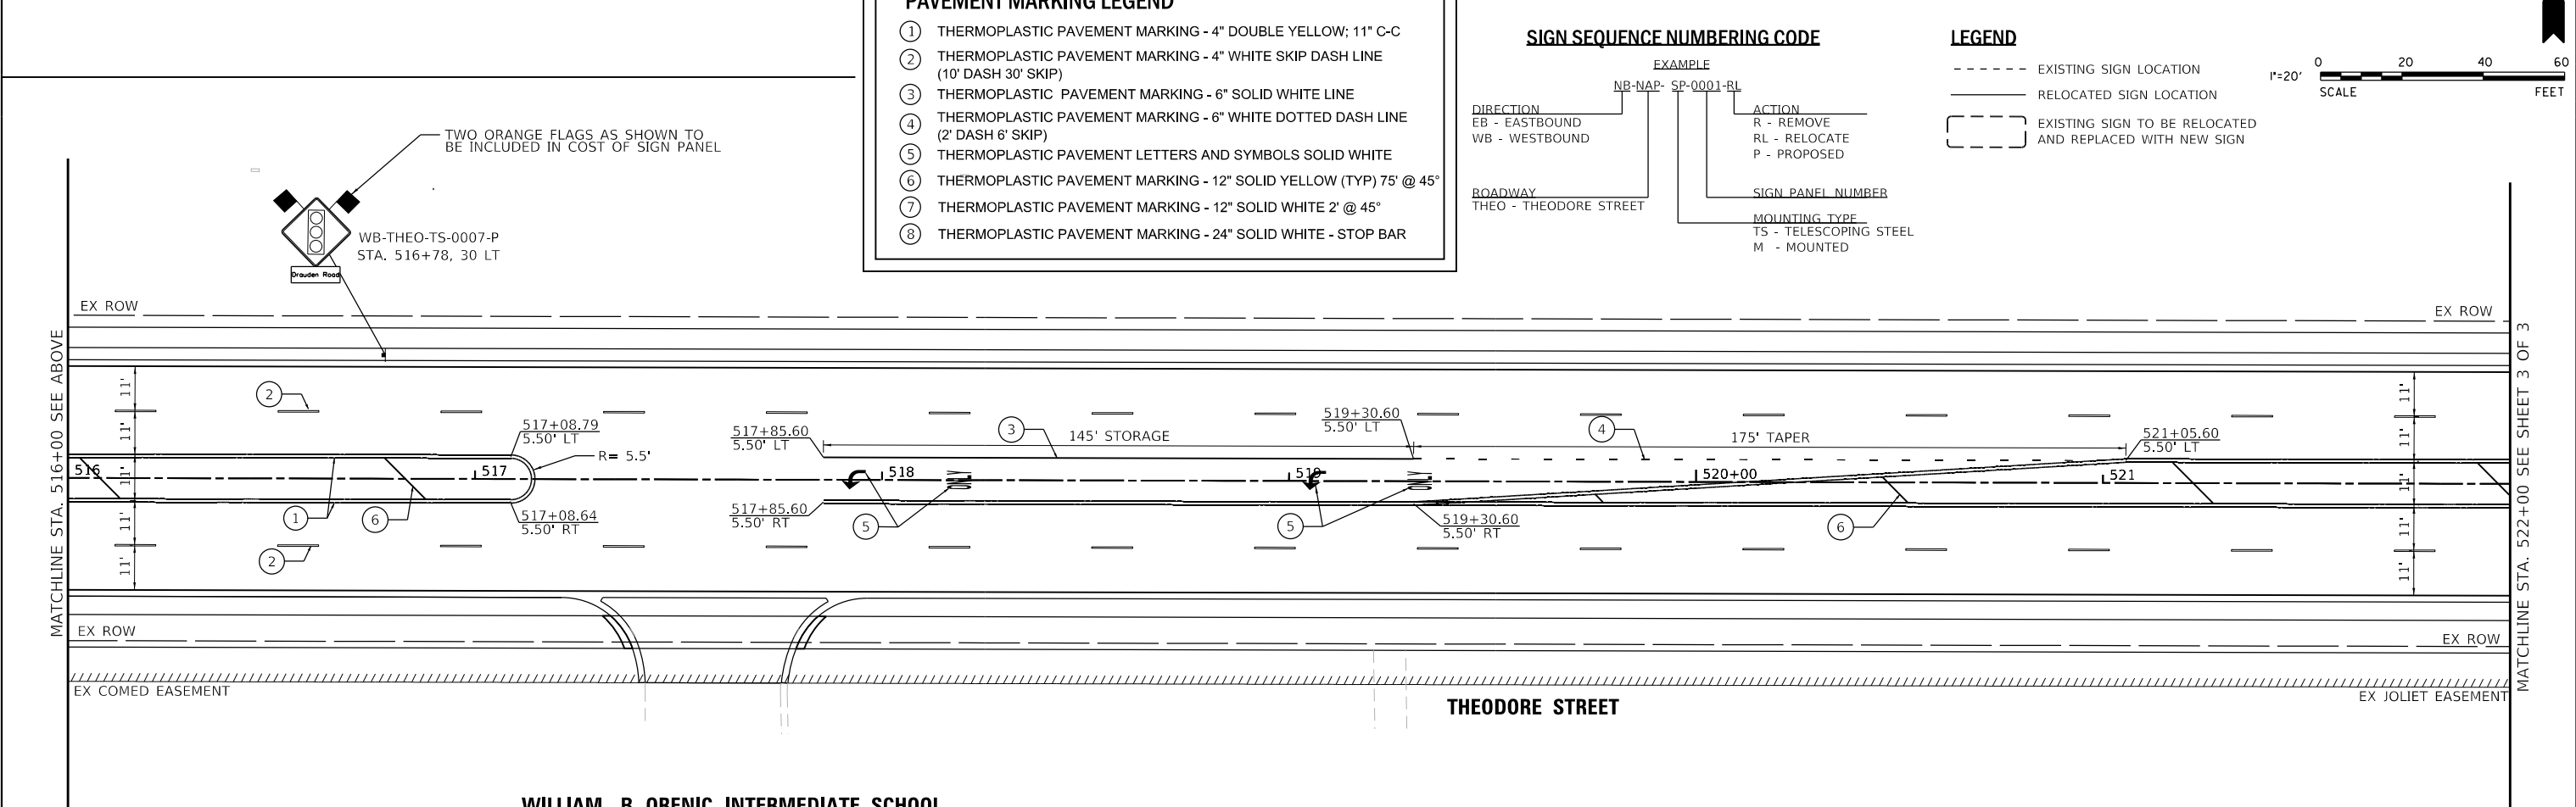 PAVEMENT MARKING LEGEND
1 THERMOPLASTIC PAVEMENT MARKING - 4" DOUBLE YELLOW; 11" C-C
2 THERMOPLASTIC PAVEMENT MARKING - 4" WHITE SKIP DASH LINE
(10' DASH 30' SKIP)
3 THERMOPLASTIC PAVEMENT MARKING - 6" SOLID WHITE LINE
4 THERMOPLASTIC PAVEMENT MARKING - 6" WHITE DOTTED DASH LINE
(2' DASH 6' SKIP)
5 THERMOPLASTIC PAVEMENT LETTERS AND SYMBOLS SOLID WHITE
6 THERMOPLASTIC PAVEMENT MARKING - 12" SOLID YELLOW (TYP) 75' @ 45°
7 THERMOPLASTIC PAVEMENT MARKING - 12" SOLID WHITE 2' @ 45°
8 THERMOPLASTIC PAVEMENT MARKING - 24" SOLID WHITE - STOP BAR
SIGN SEQUENCE NUMBERING CODE
EXAMPLE
NB-NAP- SP-0001-RL
DIRECTION
EB - EASTBOUND
WB - WESTBOUND
ACTION
R - REMOVE
RL - RELOCATE
P - PROPOSED
ROADWAY
THEO - THEODORE STREET
SIGN PANEL NUMBER
MOUNTING TYPE
TS - TELESCOPING STEEL
M - MOUNTED
LEGEND
EXISTING SIGN LOCATION
RELOCATED SIGN LOCATION
EXISTING SIGN TO BE RELOCATED
AND REPLACED WITH NEW SIGN
1"=20'
0 20 40 60
SCALE FEET
TWO ORANGE FLAGS AS SHOWN TO
BE INCLUDED IN COST OF SIGN PANEL
WB-THEO-TS-0007-P
STA. 516+78, 30 LT
Drauden Road
EX ROW
EX ROW
MATCHLINE STA. 516+00 SEE ABOVE
MATCHLINE STA. 522+00 SEE SHEET 3 OF 3
11'
11'
11'
11'
11'
2
517+08.79
5.50' LT
R= 5.5'
517+85.60
5.50' LT
3
145' STORAGE
519+30.60
5.50' LT
4
175' TAPER
521+05.60
5.50' LT
11'
11'
11'
11'
11'
516
517
518
519
520+00
521
1
6
517+08.64
5.50' RT
517+85.60
5.50' RT
5
5
519+30.60
5.50' RT
6
2
EX ROW
EX ROW
EX COMED EASEMENT
EX JOLIET EASEMENT
THEODORE STREET
WILLIAM B ORENIC INTERMEDIATE SCHOOL